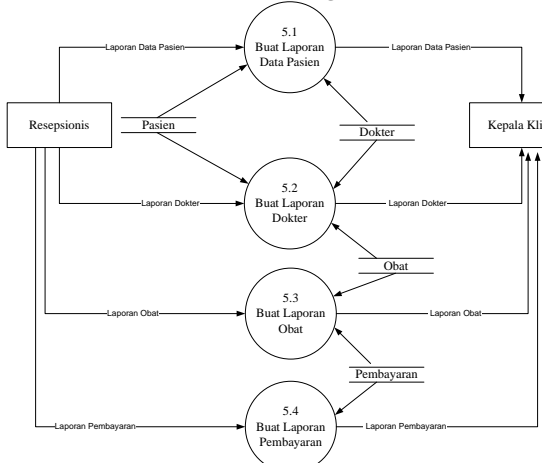 5.1
Buat Laporan
Data Pasien
Laporan Data Pasien
Laporan Data Pasien
Resepsionis
Pasien
Dokter
Kepala Kli
5.2
Buat Laporan
Dokter
Laporan Dokter
Laporan Dokter
Obat
5.3
Buat Laporan
Obat
Laporan Obat
Laporan Obat
Pembayaran
5.4
Buat Laporan
Pembayaran
Laporan Pembayaran
Laporan Pembayaran